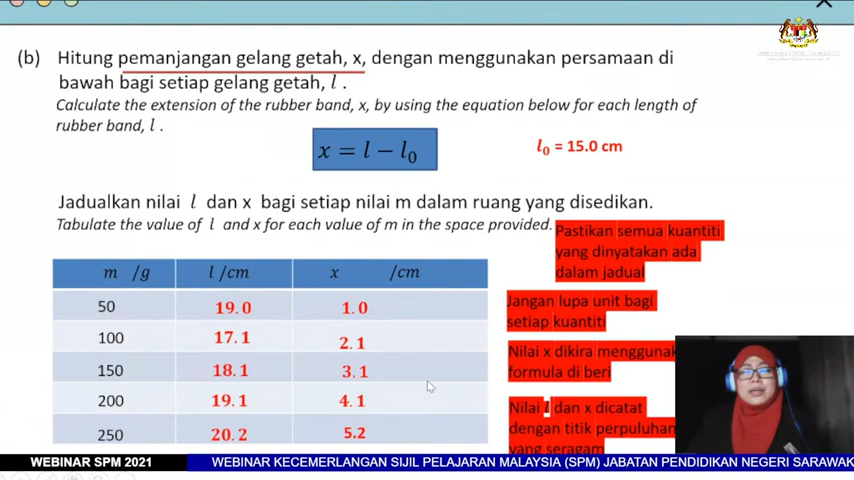 (b) Hitung pemanjangan gelang getah, x, dengan menggunakan persamaan di
bawah bagi setiap gelang getah, l .
Calculate the extension of the rubber band, x, by using the equation below for each length of
rubber band, l .
x = l − l₀
l₀ = 15.0 cm
Jadualkan nilai l dan x bagi setiap nilai m dalam ruang yang disedikan.
Tabulate the value of l and x for each value of m in the space provided.
Pastikan semua kuantiti
yang dinyatakan ada
dalam jadual
m /g l /cm x /cm
50 19.0 1.0
100 17.1 2.1
150 18.1 3.1
200 19.1 4.1
250 20.2 5.2
Jangan lupa unit bagi
setiap kuantiti
Nilai x dikira menggunak
formula di beri
Nilai l dan x dicatat
dengan titik perpuluhan
yang seragam
WEBINAR SPM 2021 WEBINAR KECEMERLANGAN SIJIL PELAJARAN MALAYSIA (SPM) JABATAN PENDIDIKAN NEGERI SARAWAK